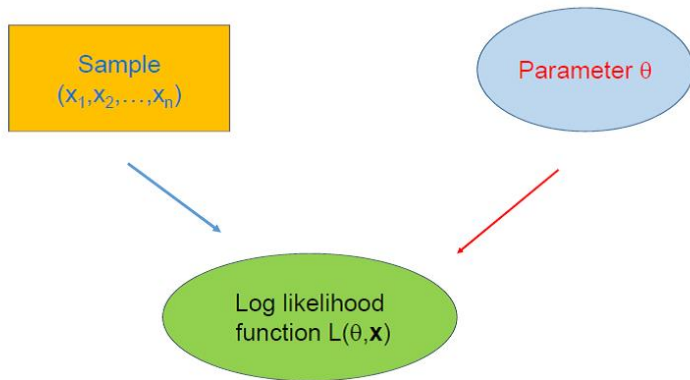 Sample
(x₁,x₂,…,xₙ)
Parameter θ
Log likelihood
function L(θ,x)